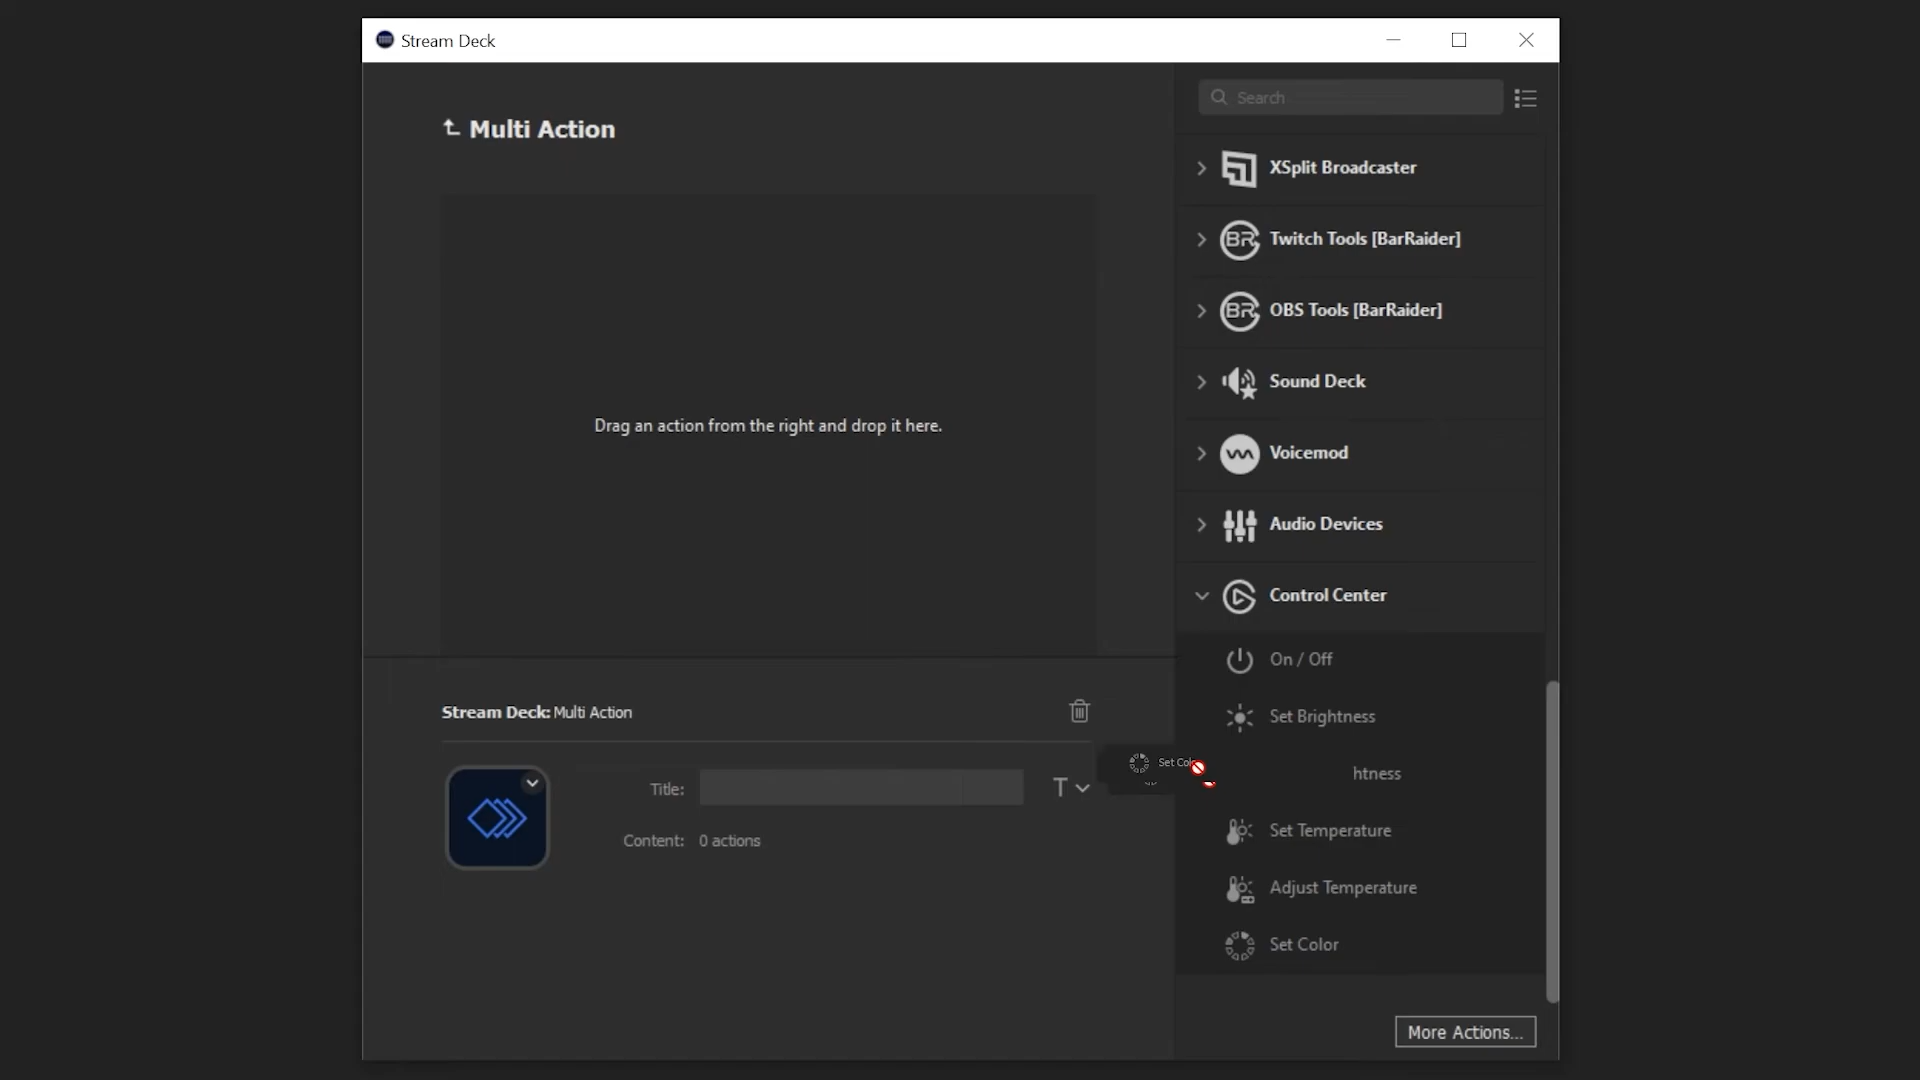 Stream Deck
Multi Action
Search
XSplit Broadcaster
Twitch Tools [BarRaider]
OBS Tools [BarRaider]
Sound Deck
Drag an action from the right and drop it here.
Voicemod
Audio Devices
Control Center
On / Off
Set Brightness
Stream Deck: Multi Action
Set Col
htness
Title:
T
Content: 0 actions
Set Temperature
Adjust Temperature
Set Color
More Actions...